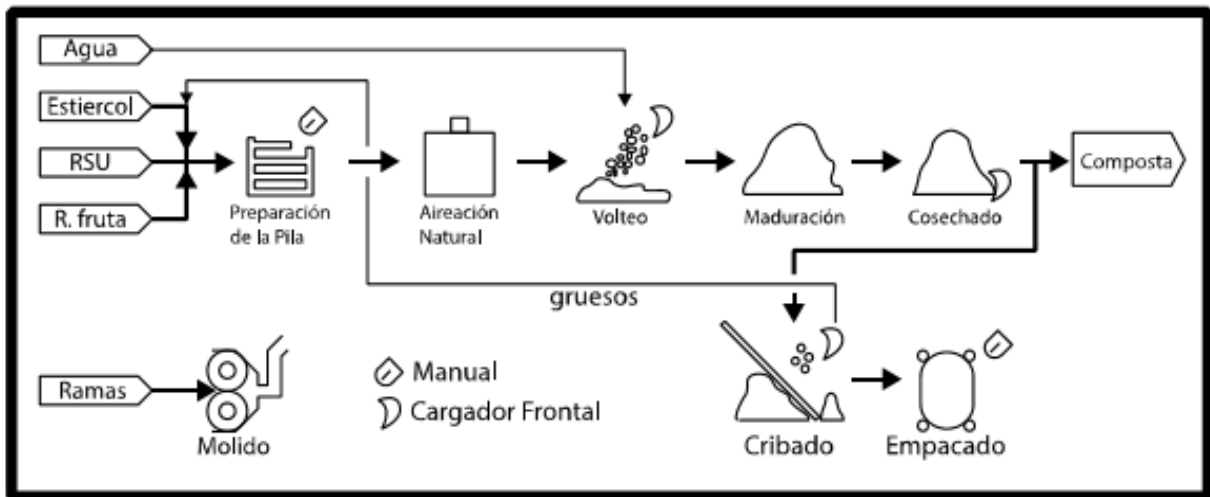 Agua
Estiercol
RSU
R. fruta
Preparación
de la Pila
Aireación
Natural
Volteo
Maduración
Cosechado
Composta
gruesos
Ramas
Molido
Manual
Cargador Frontal
Cribado
Empacado